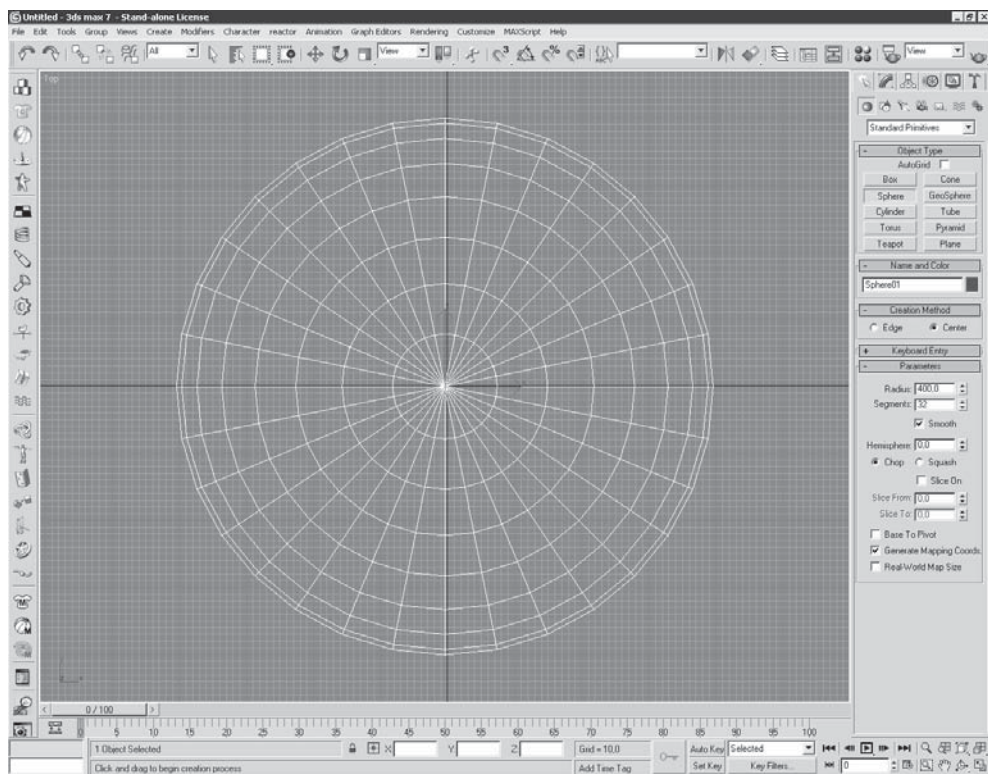 Untitled - 3ds max 7 - Stand-alone License
File Edit Tools Group Views Create Modifiers Character reactor Animation Graph Editors Rendering Customize MAXScript Help
All View View
Top
Standard Primitives
- Object Type
AutoGrid
Box Cone
Sphere GeoSphere
Cylinder Tube
Torus Pyramid
Teapot Plane
- Name and Color
Sphere01
- Creation Method
Edge Center
+ Keyboard Entry
- Parameters
Radius: 400,0
Segments: 32
Smooth
Hemisphere: 0,0
Chop Squash
Slice On
Slice From: 0,0
Slice To: 0,0
Base To Pivot
Generate Mapping Coords.
Real-World Map Size
< 0 / 100 >
0 5 10 15 20 25 30 35 40 45 50 55 60 65 70 75 80 85 90 95 100
1 Object Selected X Y Z Grid = 10,0 Auto Key Selected
Click and drag to begin creation process Add Time Tag Set Key Key Filters... 0